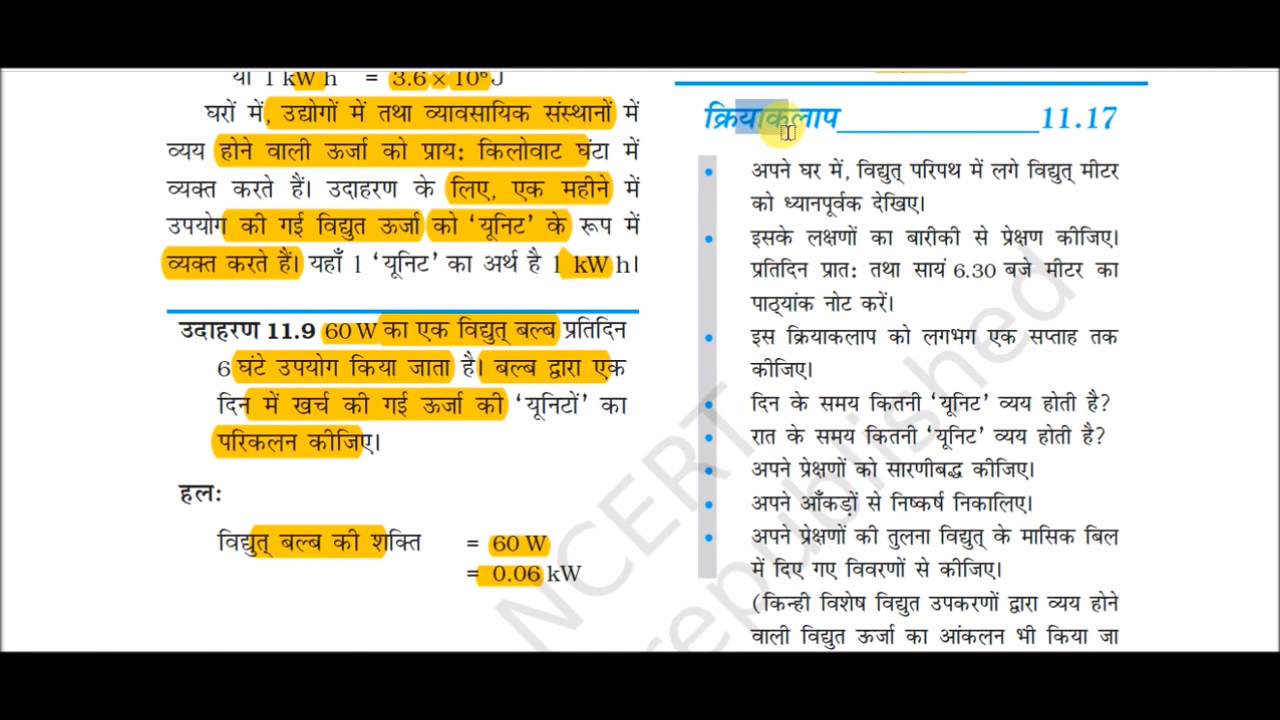 या 1 kW h = 3.6 × 10⁶ J
घरों में, उद्योगों में तथा व्यावसायिक संस्थानों में
व्यय होने वाली ऊर्जा को प्राय: किलोवाट घंटा में
व्यक्त करते हैं। उदाहरण के लिए, एक महीने में
उपयोग की गई विद्युत ऊर्जा को ‘यूनिट’ के रूप में
व्यक्त करते हैं। यहाँ 1 ‘यूनिट’ का अर्थ है 1 kW h।
उदाहरण 11.9 60 W का एक विद्युत् बल्ब प्रतिदिन
6 घंटे उपयोग किया जाता है। बल्ब द्वारा एक
दिन में खर्च की गई ऊर्जा की ‘यूनिटों’ का
परिकलन कीजिए।
हल:
विद्युत् बल्ब की शक्ति = 60 W
= 0.06 kW
क्रियाकलाप 11.17
• अपने घर में, विद्युत् परिपथ में लगे विद्युत् मीटर
को ध्यानपूर्वक देखिए।
• इसके लक्षणों का बारीकी से प्रेक्षण कीजिए।
प्रतिदिन प्रात: तथा सायं 6.30 बजे मीटर का
पाठ्यांक नोट करें।
• इस क्रियाकलाप को लगभग एक सप्ताह तक
कीजिए।
• दिन के समय कितनी ‘यूनिट’ व्यय होती है?
• रात के समय कितनी ‘यूनिट’ व्यय होती है?
• अपने प्रेक्षणों को सारणीबद्ध कीजिए।
• अपने आँकड़ों से निष्कर्ष निकालिए।
• अपने प्रेक्षणों की तुलना विद्युत् के मासिक बिल
में दिए गए विवरणों से कीजिए।
(किन्ही विशेष विद्युत उपकरणों द्वारा व्यय होने
वाली विद्युत ऊर्जा का आंकलन भी किया जा
NCERT
republished